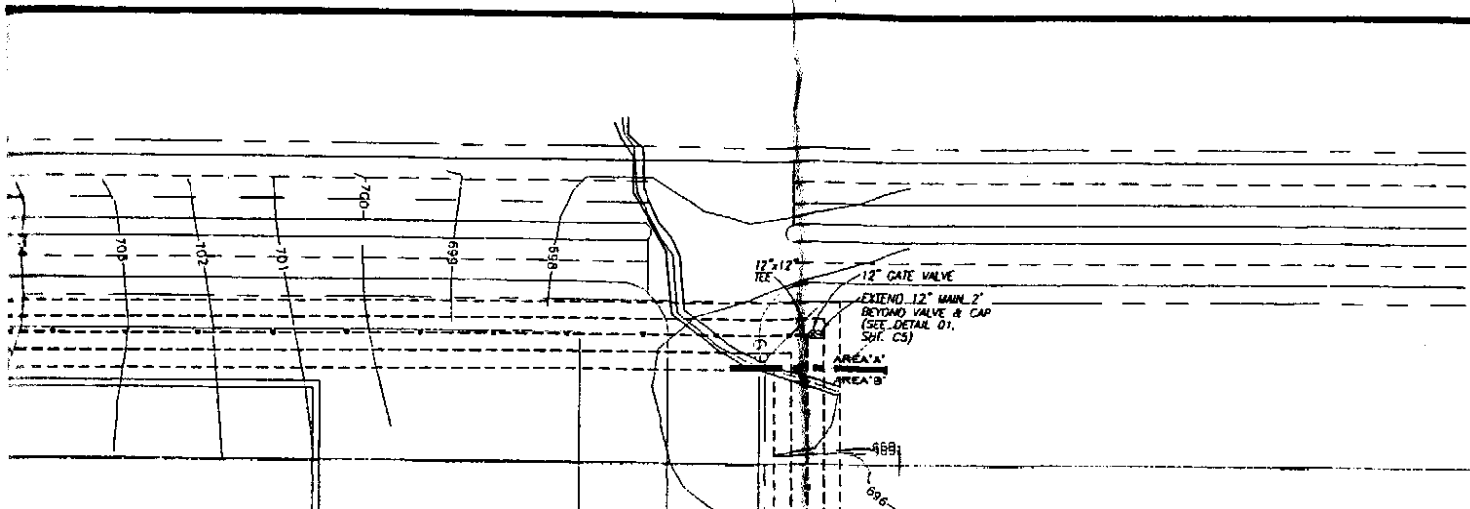 703
702
701
700
699
698
12"x12"
TEE
12" GATE VALVE
EXTEND 12" MAIN 2'
BEYOND VALVE & CAP
(SEE DETAIL 01,
SHT. C5)
AREA'A'
AREA'B'
696